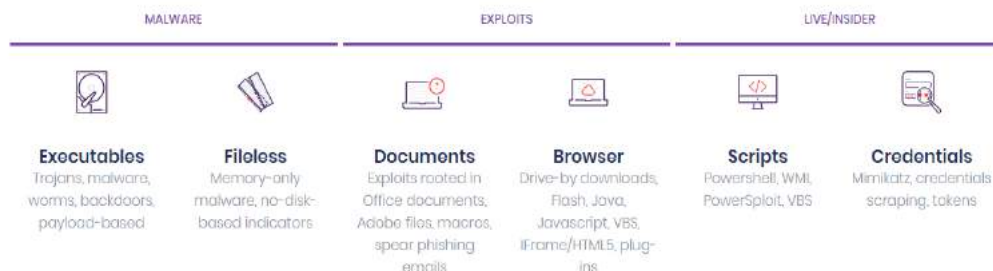 MALWARE
EXPLOITS
LIVE/INSIDER
Executables
Trojans, malware,
worms, backdoors,
payload-based
Fileless
Memory-only
malware, no-disk-
based indicators
Documents
Exploits rooted in
Office documents,
Adobe files, macros,
spear phishing
emails
Browser
Drive-by downloads,
Flash, Java,
Javascript, VBS,
IFrame/HTML5, plug-
ins
Scripts
Powershell, WMI,
PowerSploit, VBS
Credentials
Mimikatz, credentials
scraping, tokens